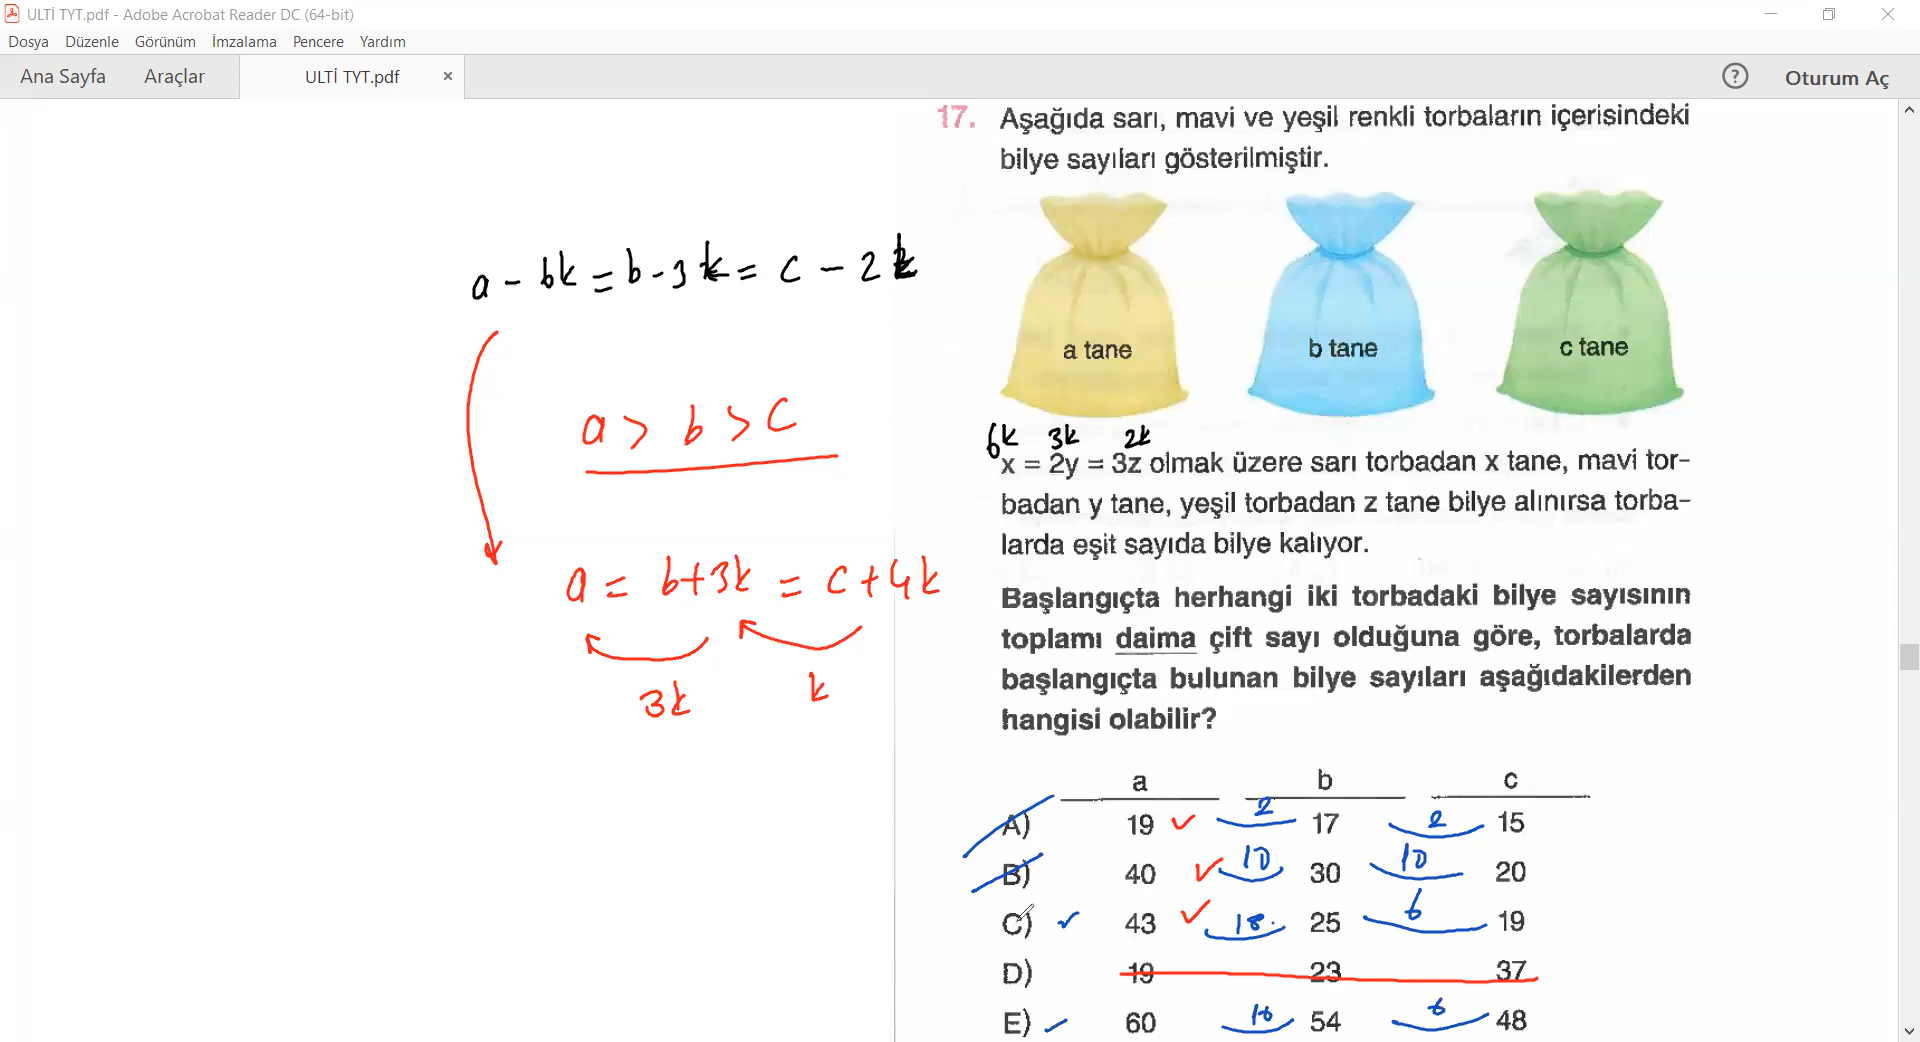 ULTİ TYT.pdf - Adobe Acrobat Reader DC (64-bit)
Dosya Düzenle Görünüm İmzalama Pencere Yardım
Ana Sayfa Araçlar ULTİ TYT.pdf × ? Oturum Aç
17. Aşağıda sarı, mavi ve yeşil renkli torbaların içerisindeki
bilye sayıları gösterilmiştir.
a - 6k = b - 3k = c - 2k
a tane b tane c tane
a > b > c
6k 3k 2k
x = 2y = 3z olmak üzere sarı torbadan x tane, mavi tor-
badan y tane, yeşil torbadan z tane bilye alınırsa torba-
larda eşit sayıda bilye kalıyor.
a = b+3k = c+4k
3k k
Başlangıçta herhangi iki torbadaki bilye sayısının
toplamı daima çift sayı olduğuna göre, torbalarda
başlangıçta bulunan bilye sayıları aşağıdakilerden
hangisi olabilir?
a b c
A) 19 ✓ 2 17 2 15
B) 40 ✓ 10 30 10 20
C) ✓ 43 ✓ 18 25 6 19
D) 19 23 37
E) 60 54 6 48